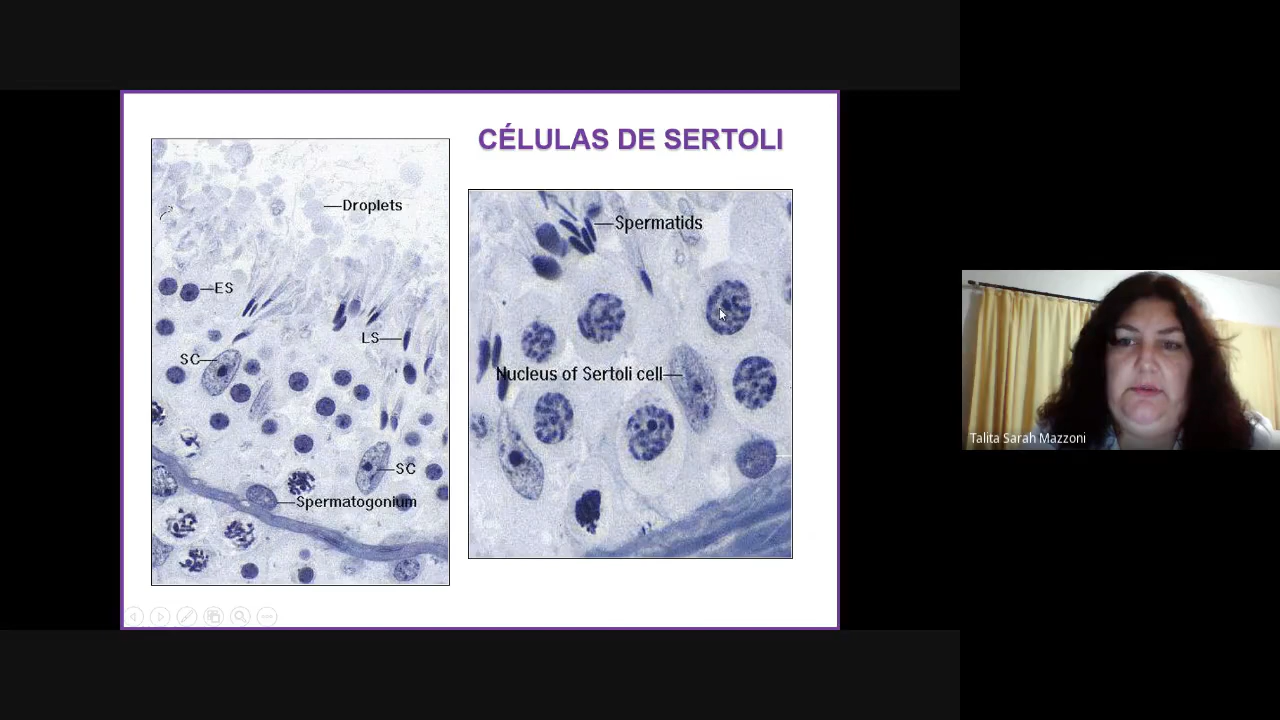 CÉLULAS DE SERTOLI
Droplets
ES
LS
SC
SC
Spermatogonium
Spermatids
Nucleus of Sertoli cell
Talita Sarah Mazzoni